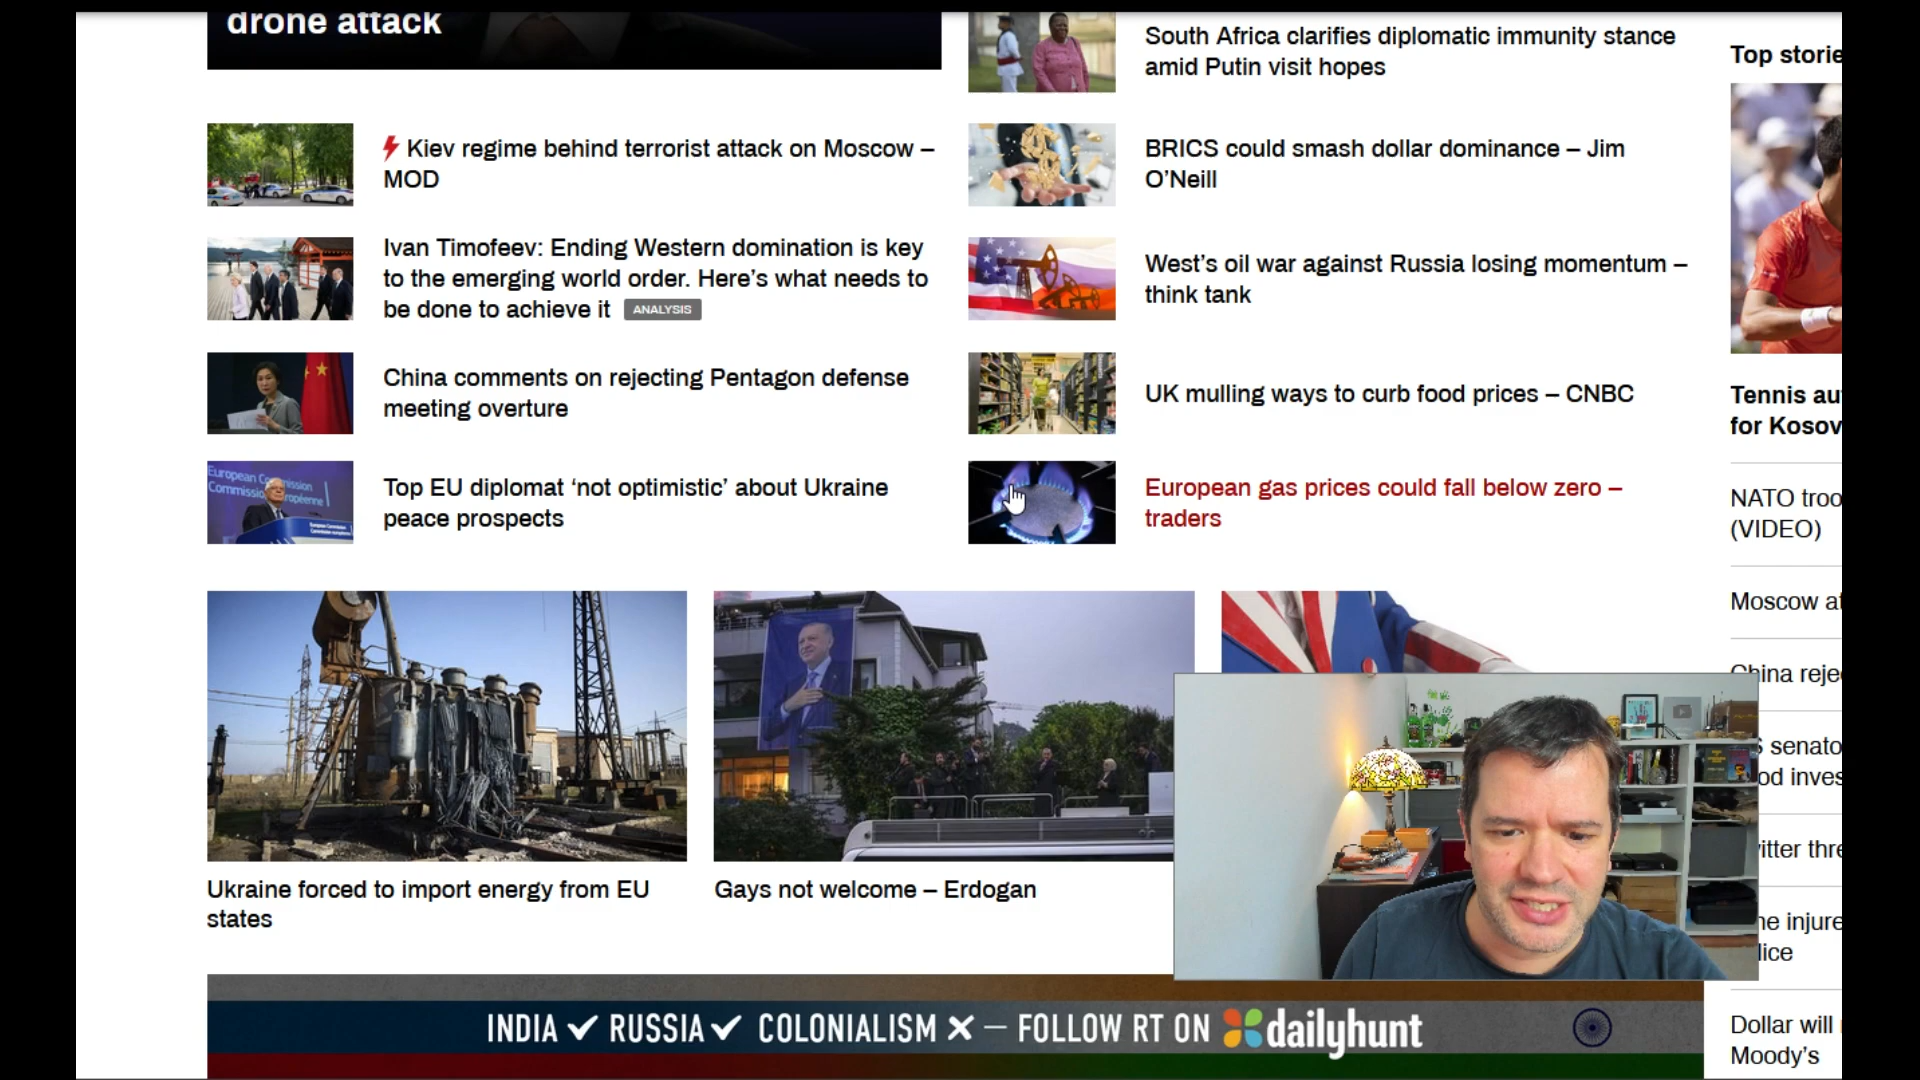 drone attack
Kiev regime behind terrorist attack on Moscow –
MOD
Ivan Timofeev: Ending Western domination is key
to the emerging world order. Here’s what needs to
be done to achieve it ANALYSIS
China comments on rejecting Pentagon defense
meeting overture
European Commission
Commission européenne
Top EU diplomat ‘not optimistic’ about Ukraine
peace prospects
South Africa clarifies diplomatic immunity stance
amid Putin visit hopes
BRICS could smash dollar dominance – Jim
O’Neill
West’s oil war against Russia losing momentum –
think tank
UK mulling ways to curb food prices – CNBC
European gas prices could fall below zero –
traders
Ukraine forced to import energy from EU
states
Gays not welcome – Erdogan
INDIA ✓ RUSSIA ✓ COLONIALISM ✕ – FOLLOW RT ON dailyhunt
Top storie
Tennis au
for Kosov
NATO troo
(VIDEO)
Moscow at
China reje
senato
od inves
itter thre
ne injure
lice
Dollar will
Moody’s